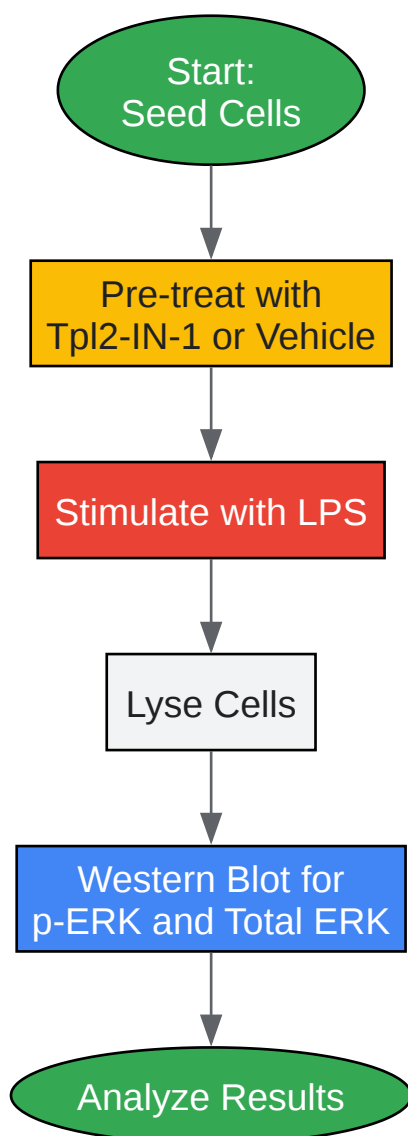 Start:
Seed Cells
Pre-treat with
Tpl2-IN-1 or Vehicle
Stimulate with LPS
Lyse Cells
Western Blot for
p-ERK and Total ERK
Analyze Results